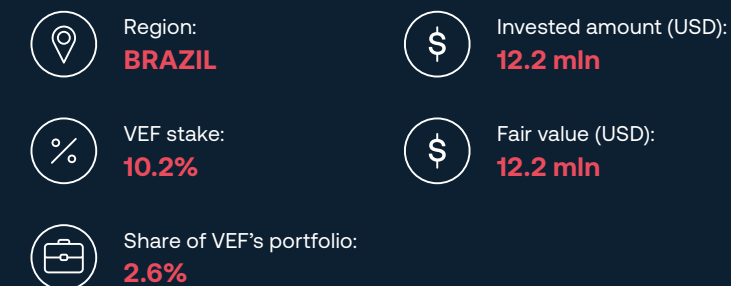 Region:
BRAZIL
Invested amount (USD):
12.2 mln
VEF stake:
10.2%
Fair value (USD):
12.2 mln
Share of VEF's portfolio:
2.6%